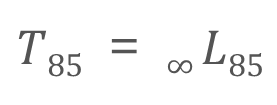 T₈₅ = ∞L₈₅